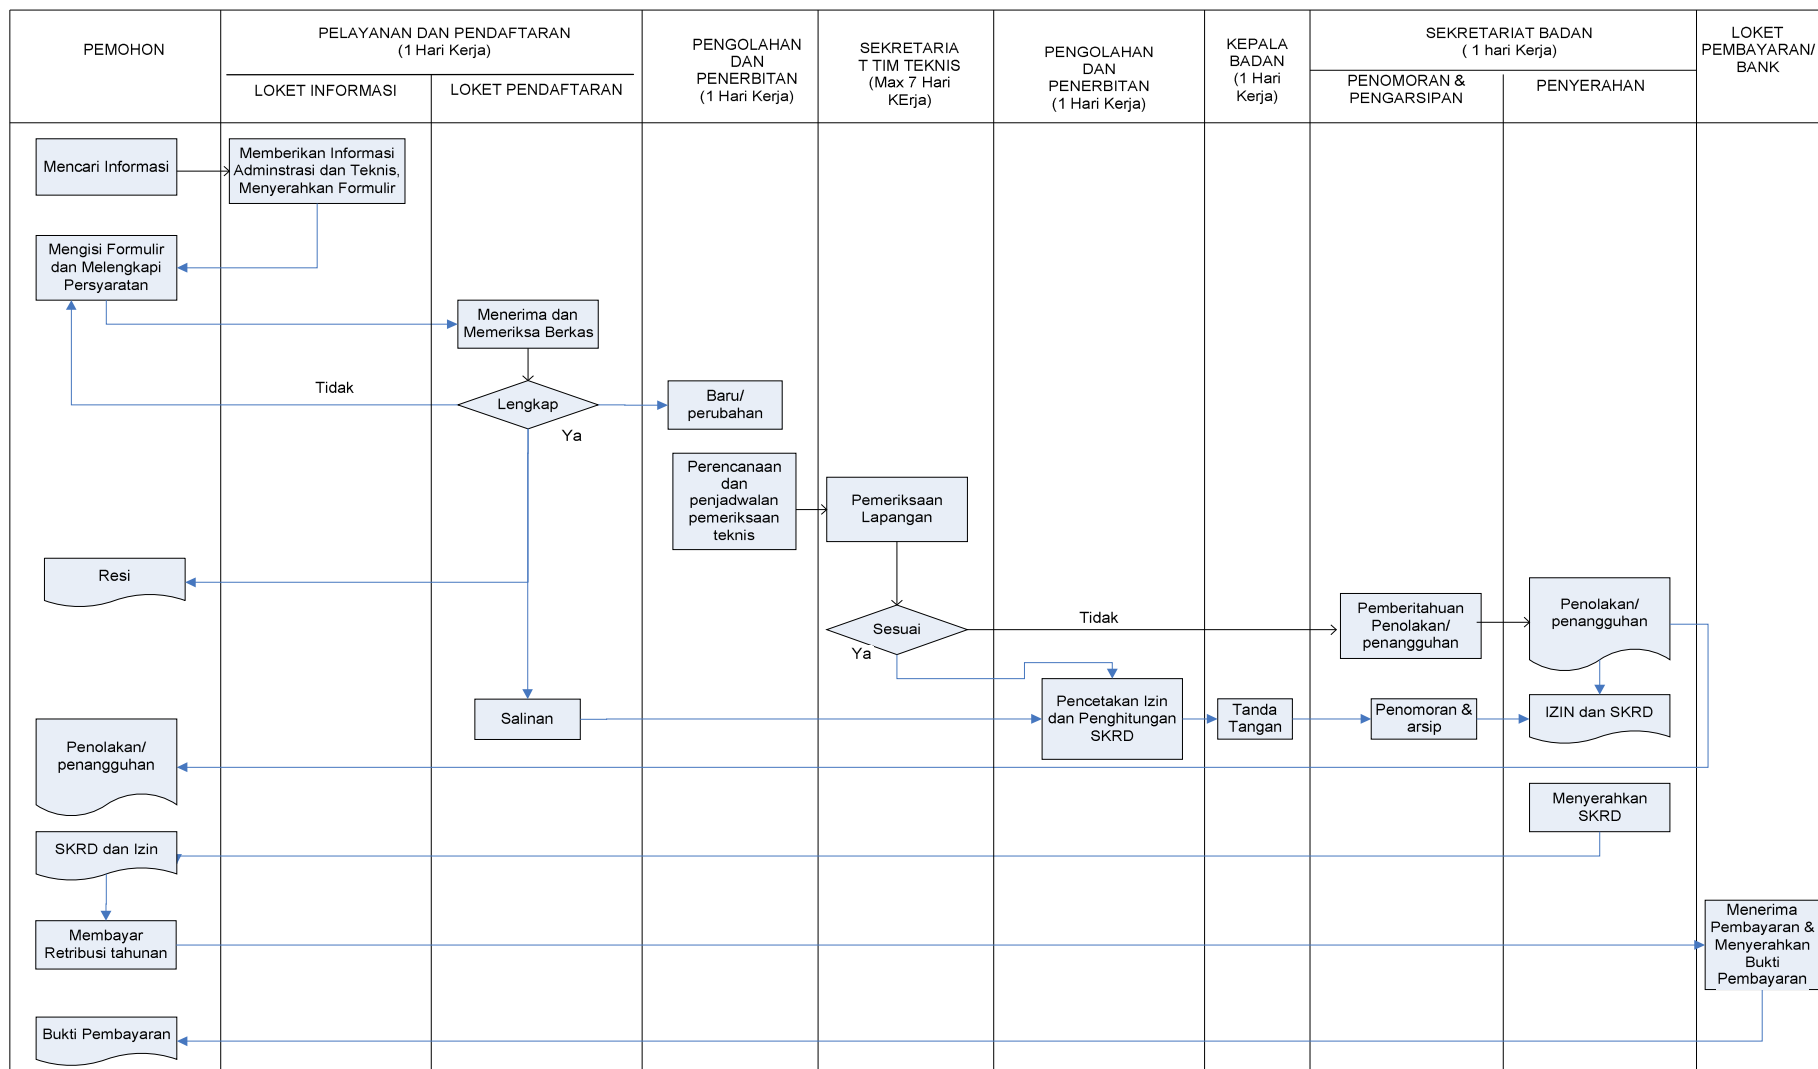 PEMOHON
PELAYANAN DAN PENDAFTARAN
(1 Hari Kerja)
LOKET INFORMASI
LOKET PENDAFTARAN
PENGOLAHAN
DAN
PENERBITAN
(1 Hari Kerja)
SEKRETARIA
T TIM TEKNIS
(Max 7 Hari
KErja)
PENGOLAHAN
DAN
PENERBITAN
(1 Hari Kerja)
KEPALA
BADAN
(1 Hari
Kerja)
SEKRETARIAT BADAN
( 1 hari Kerja)
PENOMORAN &
PENGARSIPAN
PENYERAHAN
LOKET
PEMBAYARAN/
BANK
Mencari Informasi
Memberikan Informasi
Adminstrasi dan Teknis,
Menyerahkan Formulir
Mengisi Formulir
dan Melengkapi
Persyaratan
Menerima dan
Memeriksa Berkas
Tidak
Lengkap
Ya
Baru/
perubahan
Perencanaan
dan
penjadwalan
pemeriksaan
teknis
Pemeriksaan
Lapangan
Resi
Sesuai
Ya
Tidak
Pemberitahuan
Penolakan/
penangguhan
Penolakan/
penangguhan
Salinan
Pencetakan Izin
dan Penghitungan
SKRD
Tanda
Tangan
Penomoran &
arsip
IZIN dan SKRD
Penolakan/
penangguhan
Menyerahkan
SKRD
SKRD dan Izin
Membayar
Retribusi tahunan
Menerima
Pembayaran &
Menyerahkan
Bukti
Pembayaran
Bukti Pembayaran